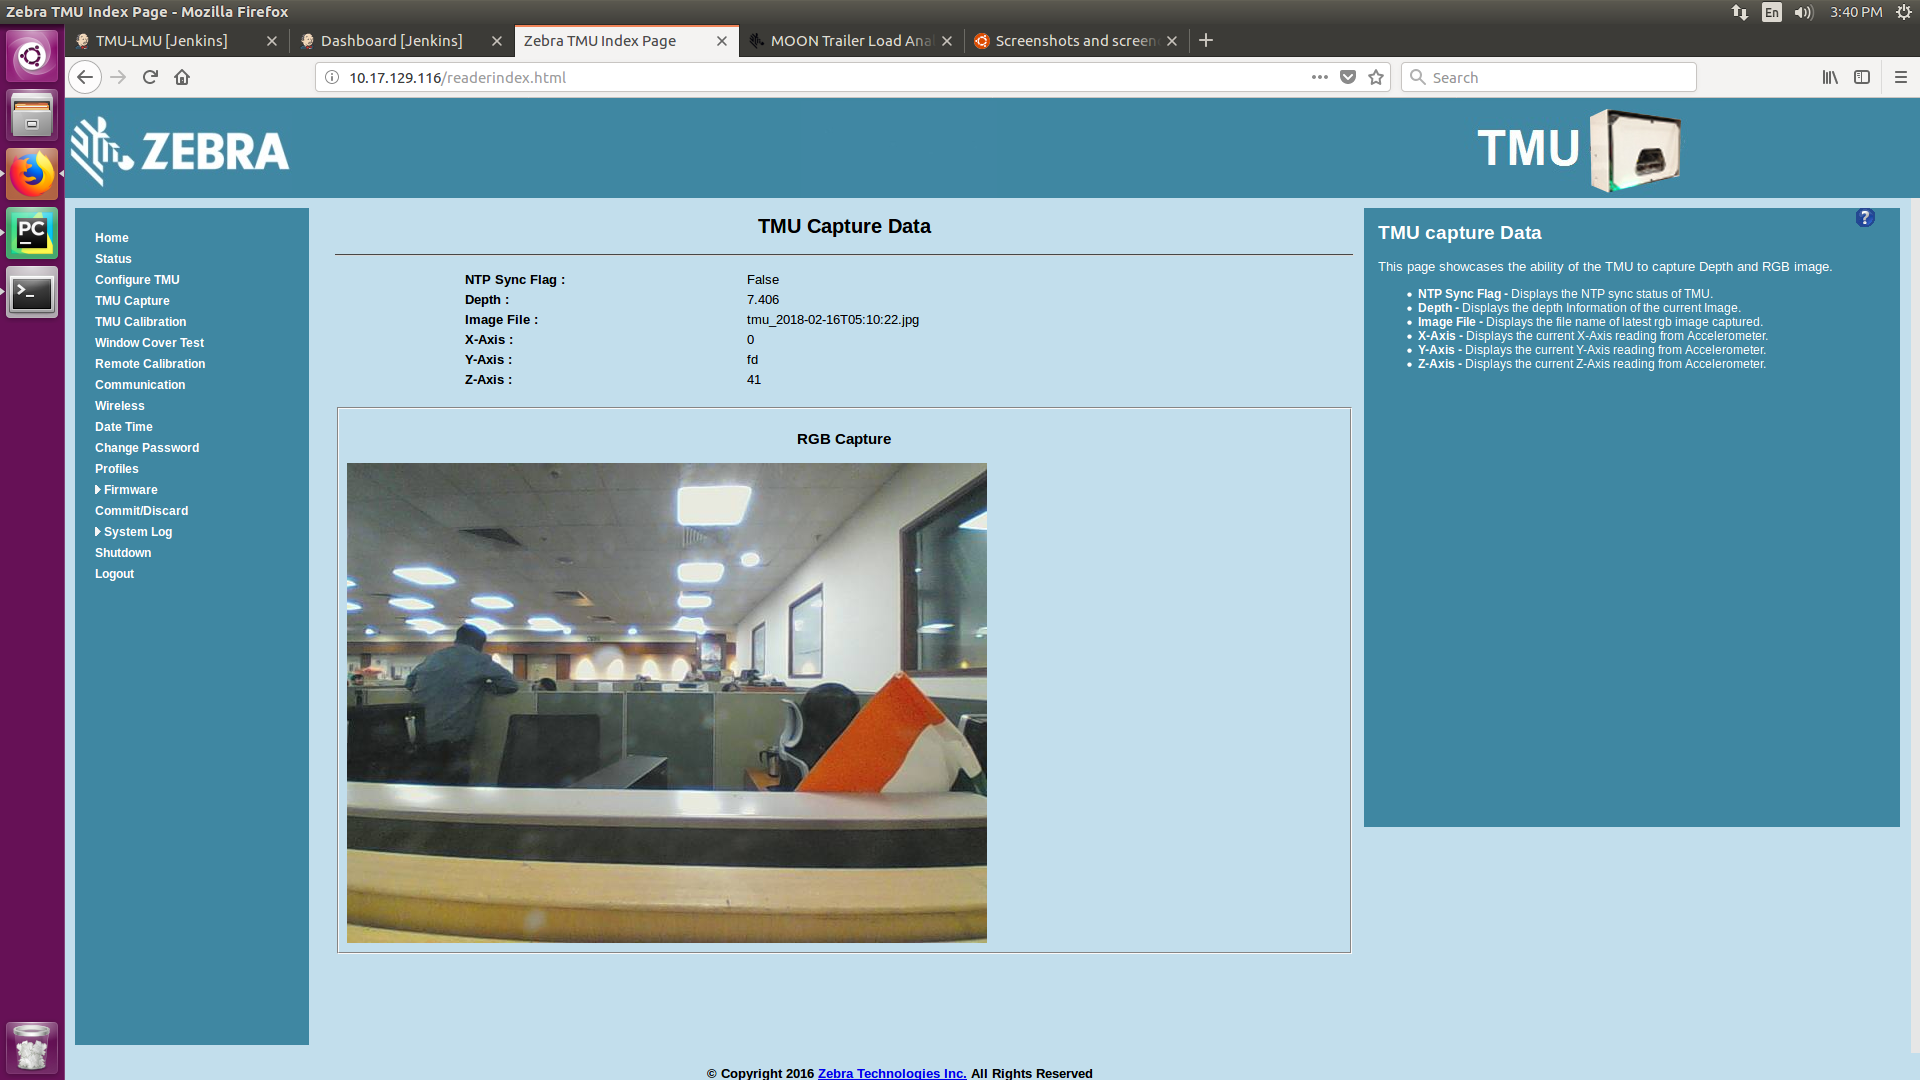 Zebra TMU Index Page - Mozilla Firefox
En
3:40 PM
TMU-LMU [Jenkins]
Dashboard [Jenkins]
Zebra TMU Index Page
MOON Trailer Load Anal
Screenshots and screen
10.17.129.116/readerindex.html
Search
ZEBRA
TMU
Home
Status
Configure TMU
TMU Capture
TMU Calibration
Window Cover Test
Remote Calibration
Communication
Wireless
Date Time
Change Password
Profiles
Firmware
Commit/Discard
System Log
Shutdown
Logout
TMU Capture Data
NTP Sync Flag : False
Depth : 7.406
Image File : tmu_2018-02-16T05:10:22.jpg
X-Axis : 0
Y-Axis : fd
Z-Axis : 41
RGB Capture
?
TMU capture Data
This page showcases the ability of the TMU to capture Depth and RGB image.
• NTP Sync Flag - Displays the NTP sync status of TMU.
• Depth - Displays the depth Information of the current Image.
• Image File - Displays the file name of latest rgb image captured.
• X-Axis - Displays the current X-Axis reading from Accelerometer.
• Y-Axis - Displays the current Y-Axis reading from Accelerometer.
• Z-Axis - Displays the current Z-Axis reading from Accelerometer.
PC
© Copyright 2016 Zebra Technologies Inc. All Rights Reserved